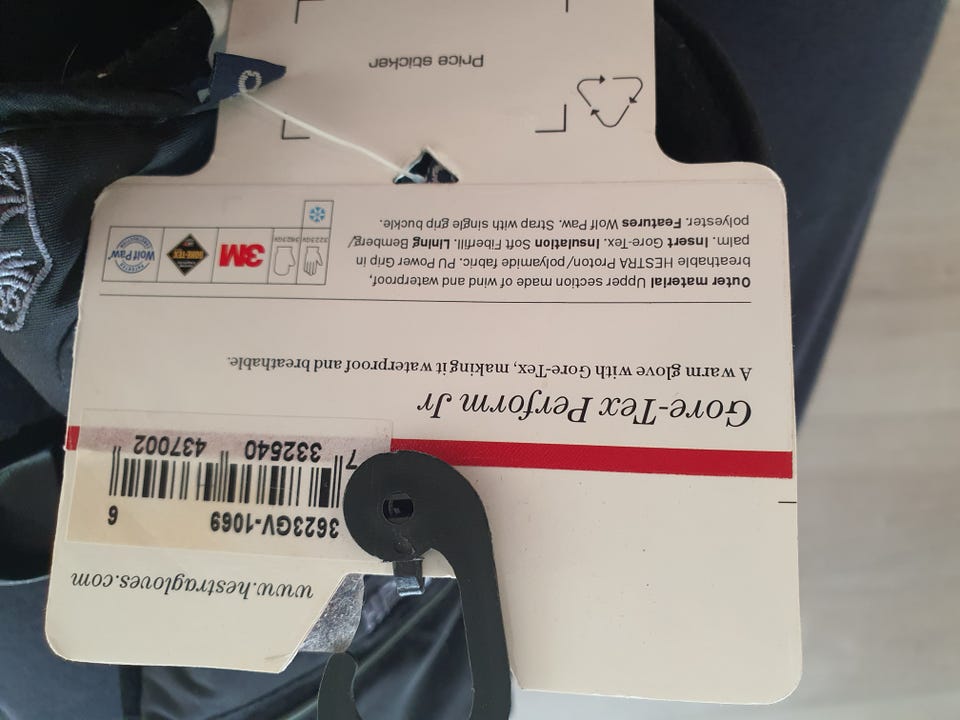 www.hestragloves.com
3623GV-1069 6
7 332540 437002
Gore-Tex Perform Jr
A warm glove with Gore-Tex, making it waterproof and breathable.
Outer material Upper section made of wind and waterproof,
breathable HESTRA Proton/polyamide fabric. PU Power Grip in
palm. Insert Gore-Tex. Insulation Soft Fiberfill. Lining Bemberg/
polyester. Features Wolf Paw. Strap with single grip buckle.
3M
GORE-TEX
Wolf Paw
Price sticker